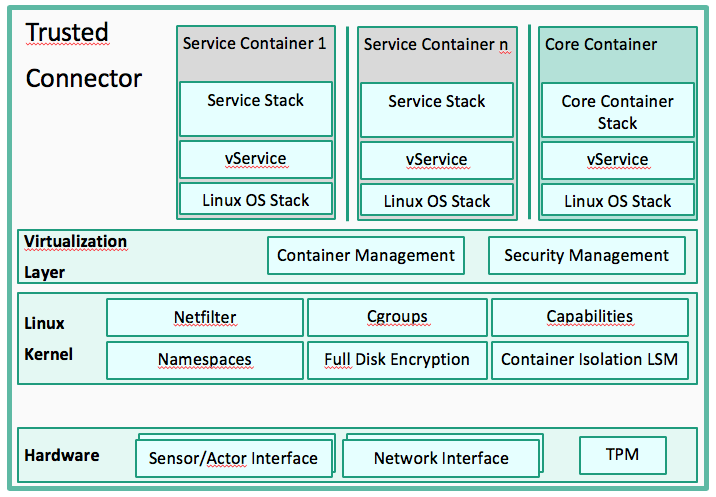 Trusted
Connector
Service Container 1
Service Container n
Core Container
Service Stack
Service Stack
Core Container
Stack
vService
vService
vService
Linux OS Stack
Linux OS Stack
Linux OS Stack
Virtualization
Layer
Container Management
Security Management
Linux
Kernel
Netfilter
Cgroups
Capabilities
Namespaces
Full Disk Encryption
Container Isolation LSM
Hardware
Sensor/Actor Interface
Network Interface
TPM